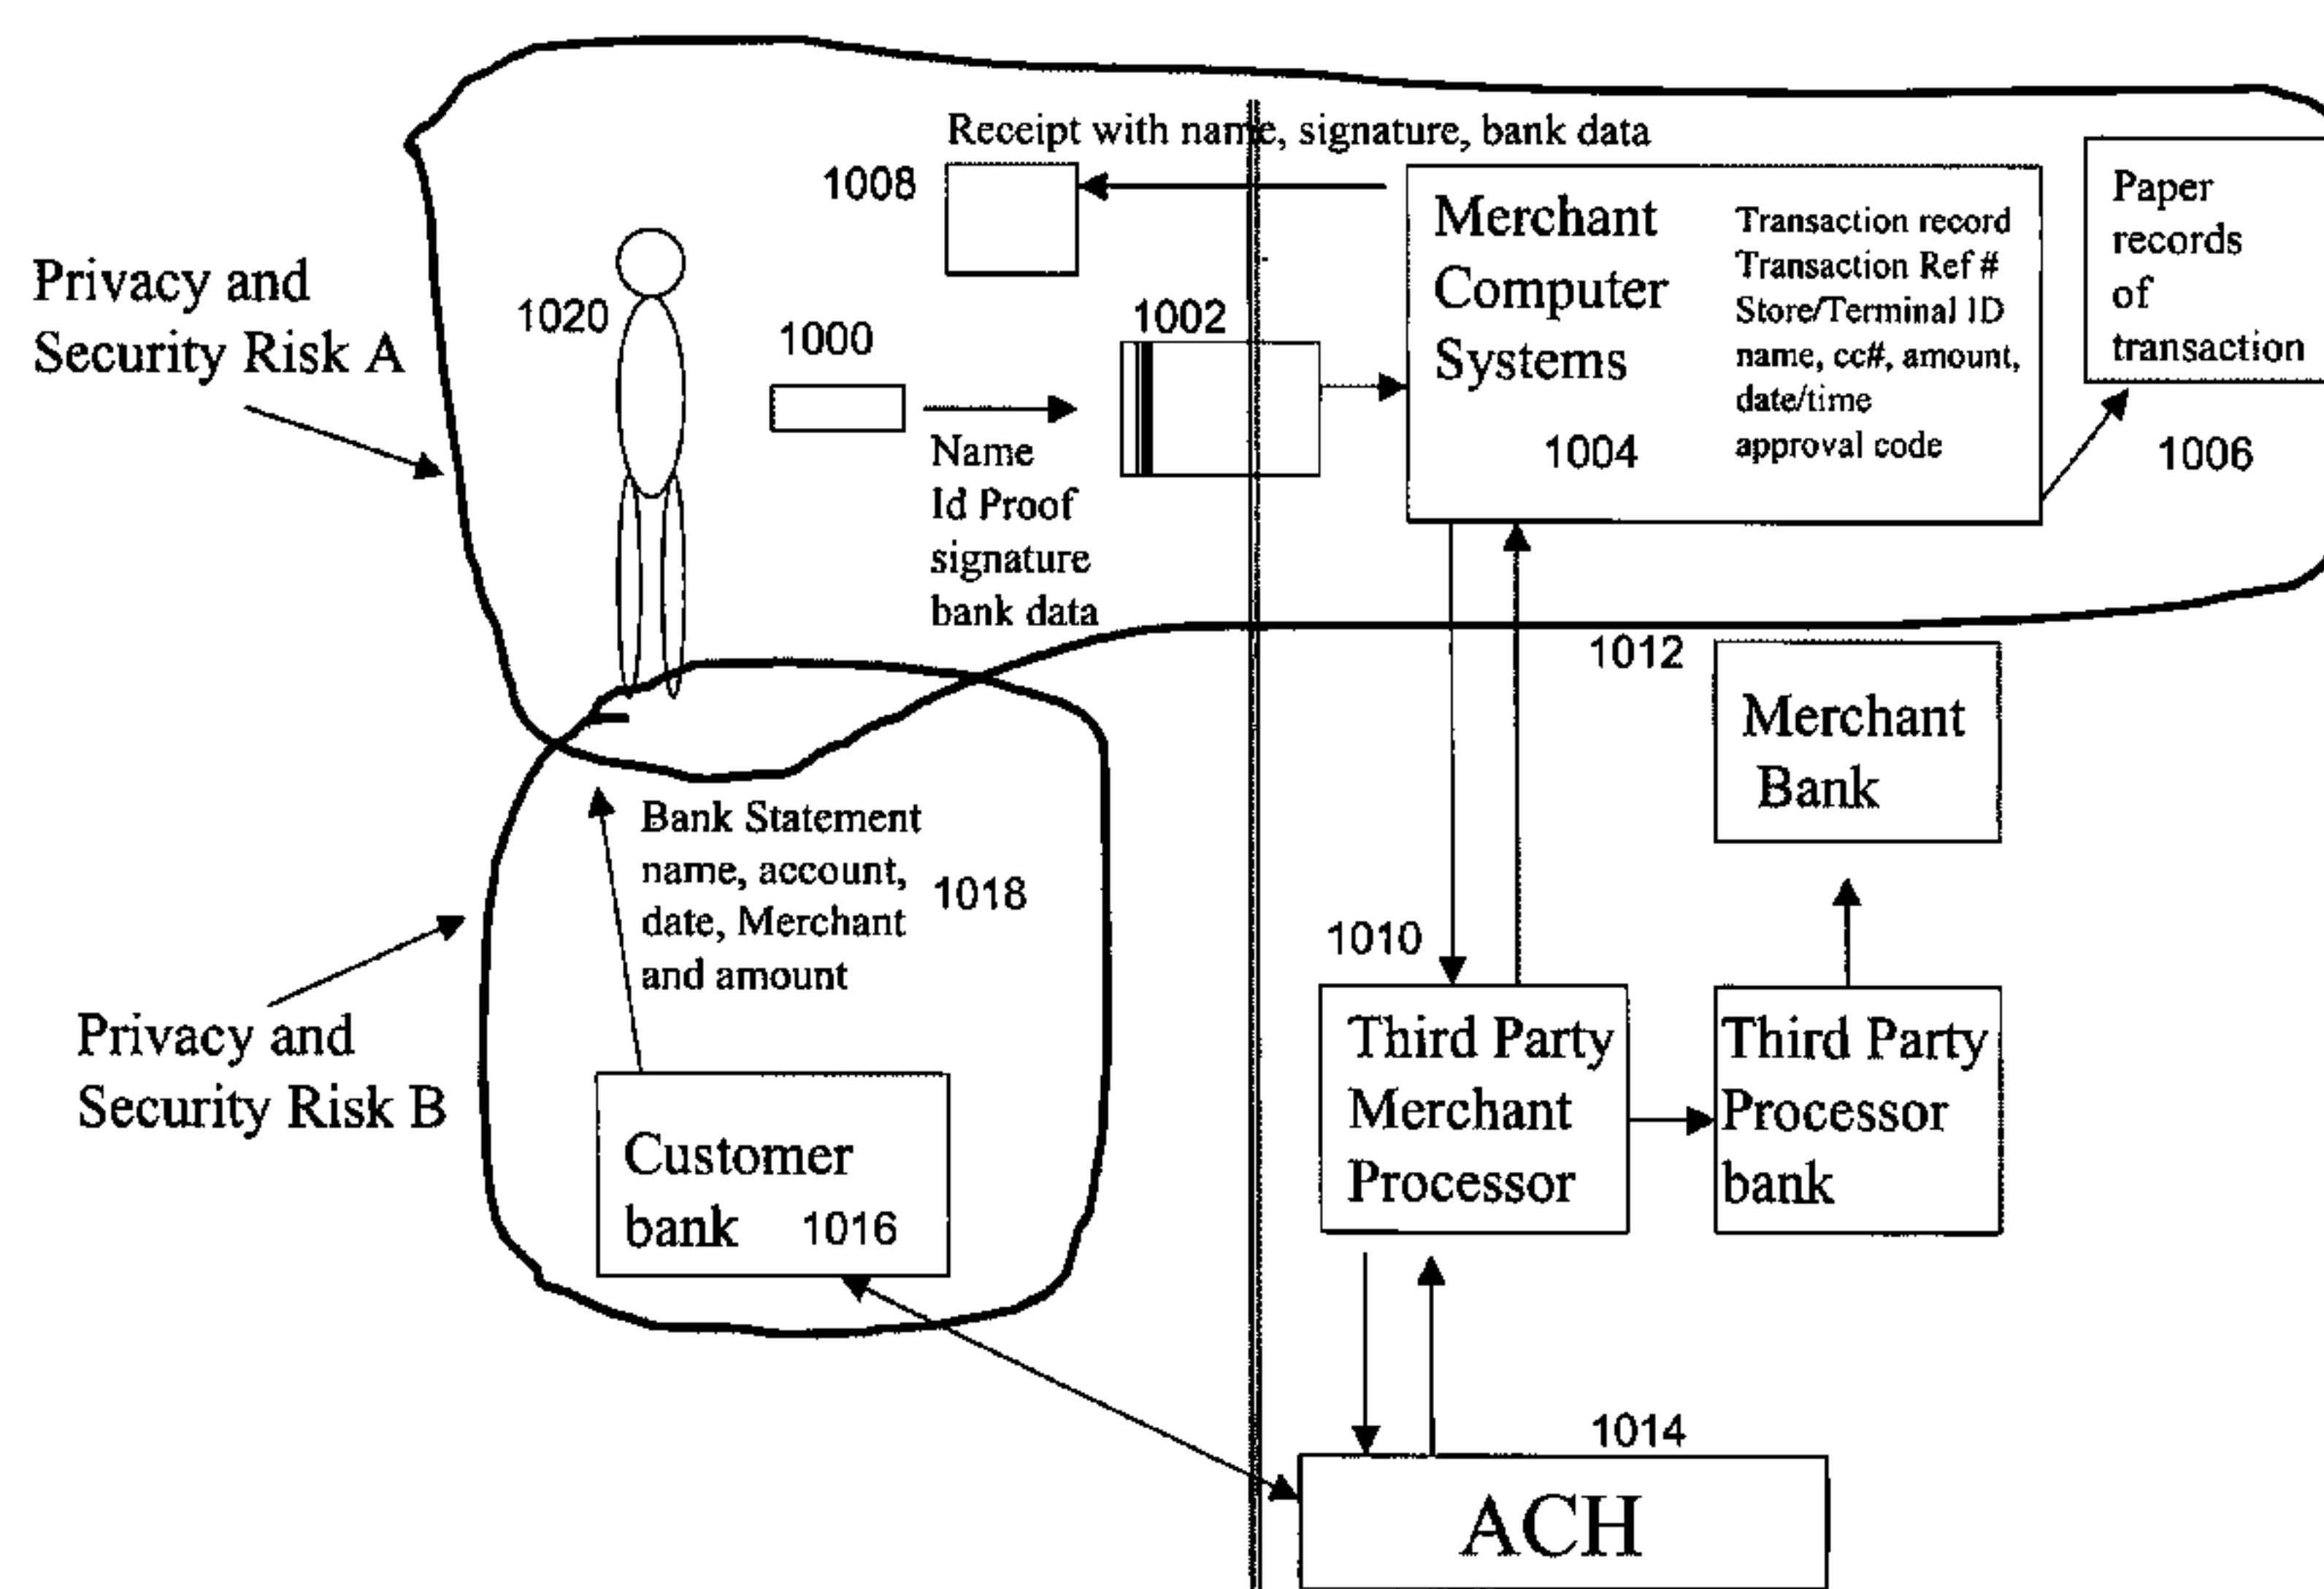 Receipt with name, signature, bank data
1008
Merchant
Computer
Systems
1004
Transaction record
Transaction Ref #
Store/Terminal ID
name, cc#, amount,
date/time
approval code
Paper
records
of
transaction
1006
Privacy and
Security Risk A
1020
1000
1002
Name
Id Proof
signature
bank data
1012
Merchant
Bank
Bank Statement
name, account,
date, Merchant
and amount
1018
1010
Privacy and
Security Risk B
Third Party
Merchant
Processor
Third Party
Processor
bank
Customer
bank
1016
1014
ACH